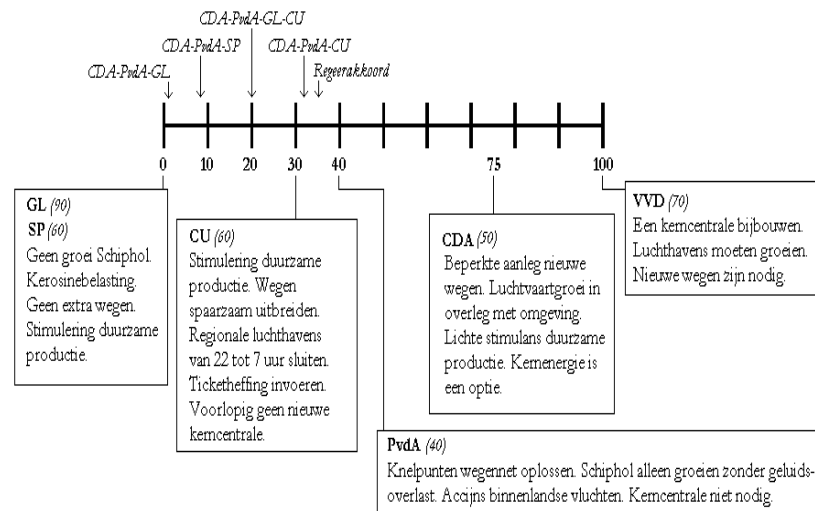 CDA-PvdA-GL-CU
CDA-PvdA-SP
CDA-PvdA-CU
CDA-PvdA-GL
Regeerakkoord
0
10
20
30
40
75
100
GL (90)
SP (60)
Geen groei Schiphol.
Kerosinebelasting.
Geen extra wegen.
Stimulering duurzame
productie.
CU (60)
Stimulering duurzame
productie. Wegen
spaarzaam uitbreiden.
Regionale luchthavens
van 22 tot 7 uur sluiten.
Ticketheffing invoeren.
Voorlopig geen nieuwe
kerncentrale.
CDA (50)
Beperkte aanleg nieuwe
wegen. Luchtvaartgroei in
overleg met omgeving.
Lichte stimulans duurzame
productie. Kernenergie is
een optie.
VVD (70)
Een kerncentrale bijbouwen.
Luchthavens moeten groeien.
Nieuwe wegen zijn nodig.
PvdA (40)
Knelpunten wegennet oplossen. Schiphol alleen groeien zonder geluids-
overlast. Accijns binnenlandse vluchten. Kerncentrale niet nodig.